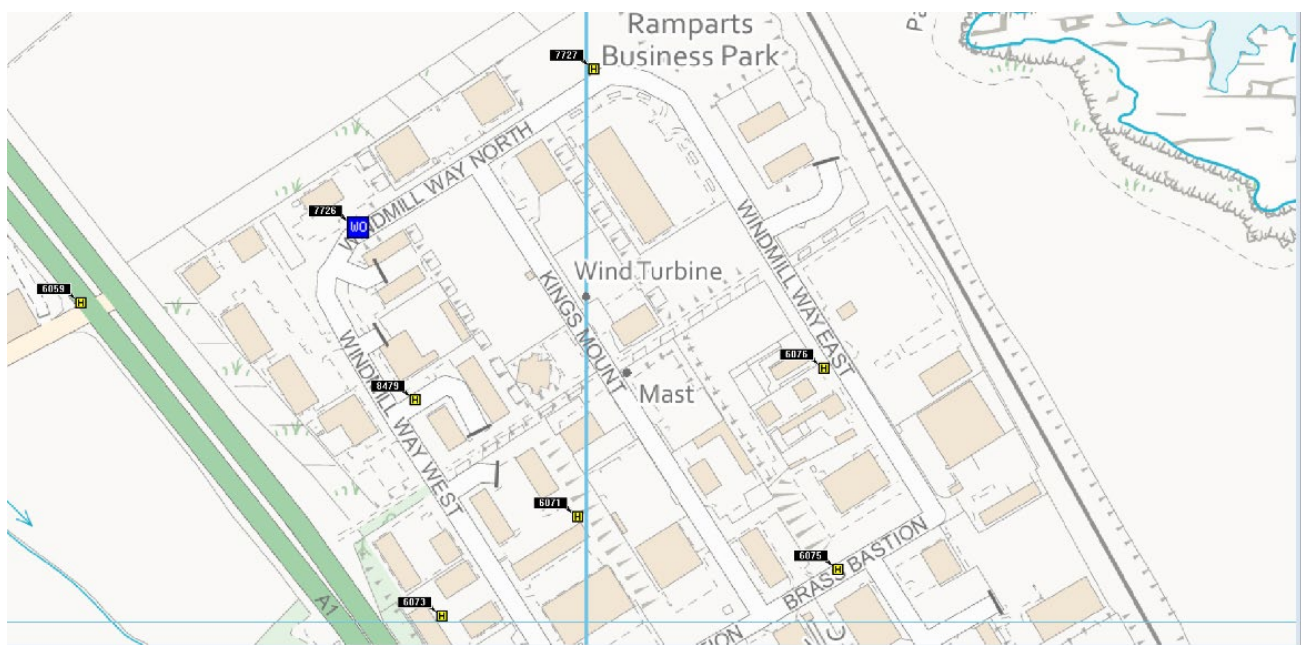 Ramparts
Business Park
7727
H
WINDMILL WAY NORTH
7726
WO
6059
H
Wind Turbine
KINGS MOUNT
WINDMILL WAY EAST
6076
H
Mast
8479
H
WINDMILL WAY WEST
6071
H
6075
H
BRASS BASTION
6073
H
A1